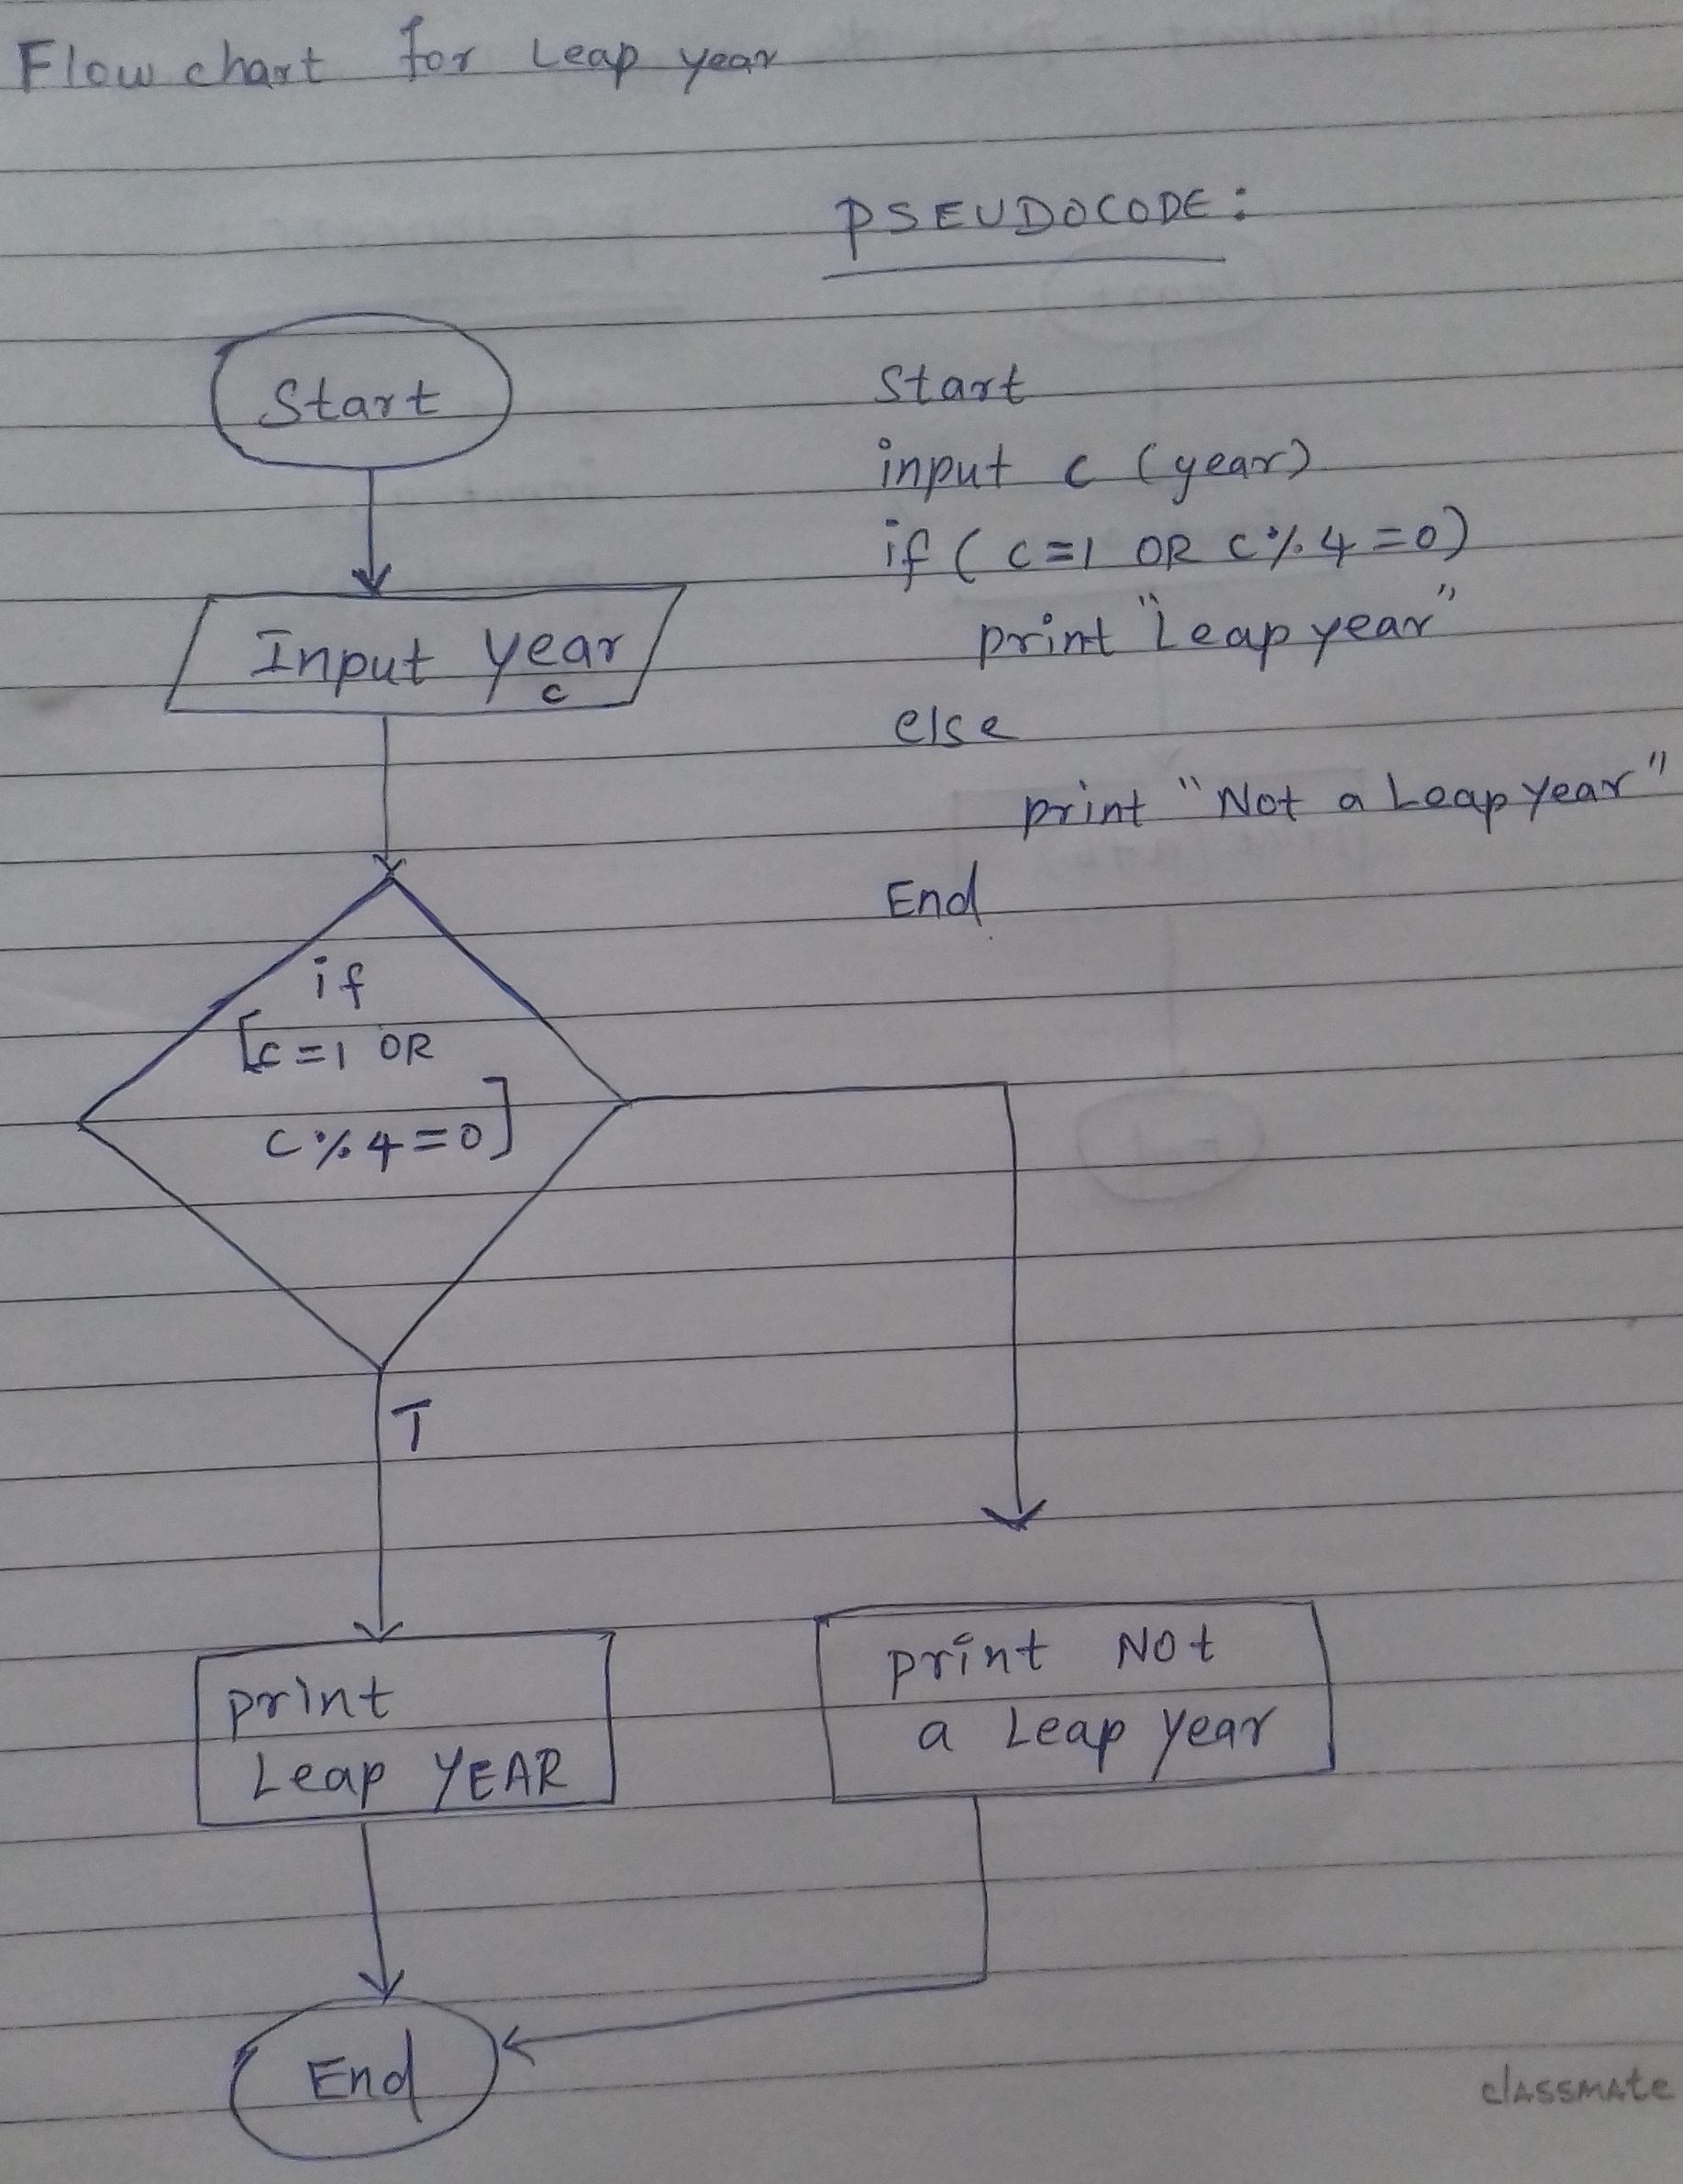 Flow chart for Leap year
PSEUDOCODE:
Start
input c (year)
if ( c=1 OR c%4=0)
print "Leap year"
else
print "Not a Leap Year"
End
Start
Input year
c
if
[c=1 OR
c%4=0]
T
print
Leap YEAR
print Not
a Leap Year
End
classmate